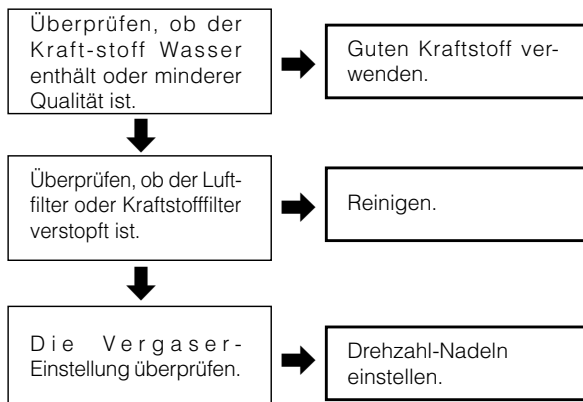 Überprüfen, ob der
Kraft-stoff Wasser
enthält oder minderer
Qualität ist.
Guten Kraftstoff ver-
wenden.
Überprüfen, ob der Luft-
filter oder Kraftstofffilter
verstopft ist.
Reinigen.
Die Vergaser-
Einstellung überprüfen.
Drehzahl-Nadeln
einstellen.